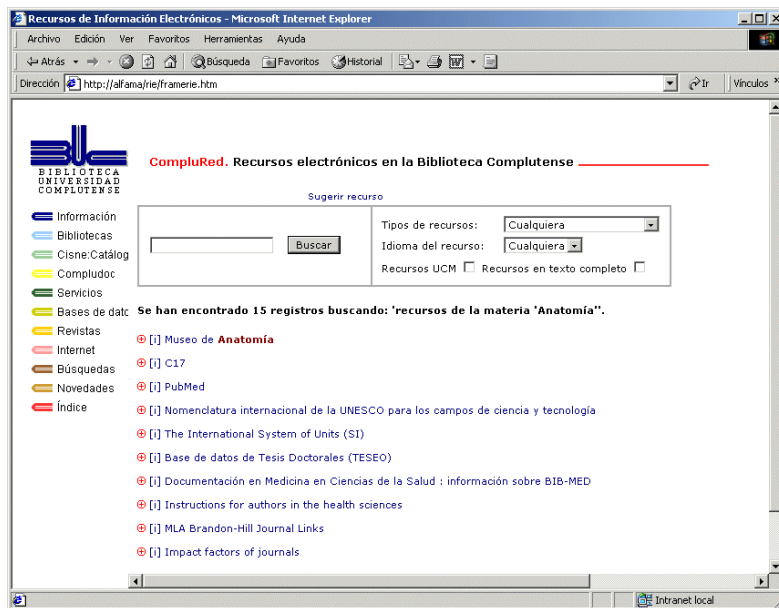 Recursos de Información Electrónicos - Microsoft Internet Explorer
Archivo Edición Ver Favoritos Herramientas Ayuda
Atrás Búsqueda Favoritos Historial
Dirección http://alfama/rie/framerie.htm Ir Vínculos »
BIBLIOTECA
UNIVERSIDAD
COMPLUTENSE
CompluRed. Recursos electrónicos en la Biblioteca Complutense
Sugerir recurso
Información
Bibliotecas
Cisne:Catálog
Compludoc
Servicios
Bases de datc
Revistas
Internet
Búsquedas
Novedades
Índice
Buscar
Tipos de recursos: Cualquiera
Idioma del recurso: Cualquiera
Recursos UCM Recursos en texto completo
Se han encontrado 15 registros buscando: 'recursos de la materia 'Anatomía''.
[i] Museo de Anatomía
[i] C17
[i] PubMed
[i] Nomenclatura internacional de la UNESCO para los campos de ciencia y tecnología
[i] The International System of Units (SI)
[i] Base de datos de Tesis Doctorales (TESEO)
[i] Documentación en Medicina en Ciencias de la Salud : información sobre BIB-MED
[i] Instructions for authors in the health sciences
[i] MLA Brandon-Hill Journal Links
[i] Impact factors of journals
Intranet local